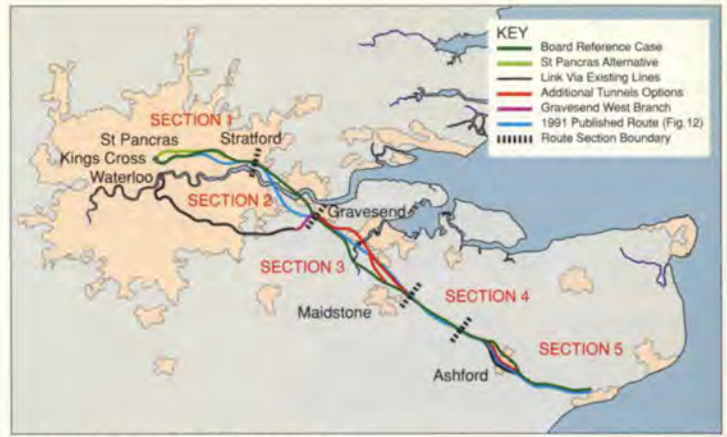 KEY
Board Reference Case
St Pancras Alternative
Link Via Existing Lines
Additional Tunnels Options
Gravesend West Branch
1991 Published Route (Fig.12)
Route Section Boundary
SECTION 1
St Pancras
Stratford
Kings Cross
Waterloo
SECTION 2
Gravesend
SECTION 3
SECTION 4
Maidstone
SECTION 5
Ashford